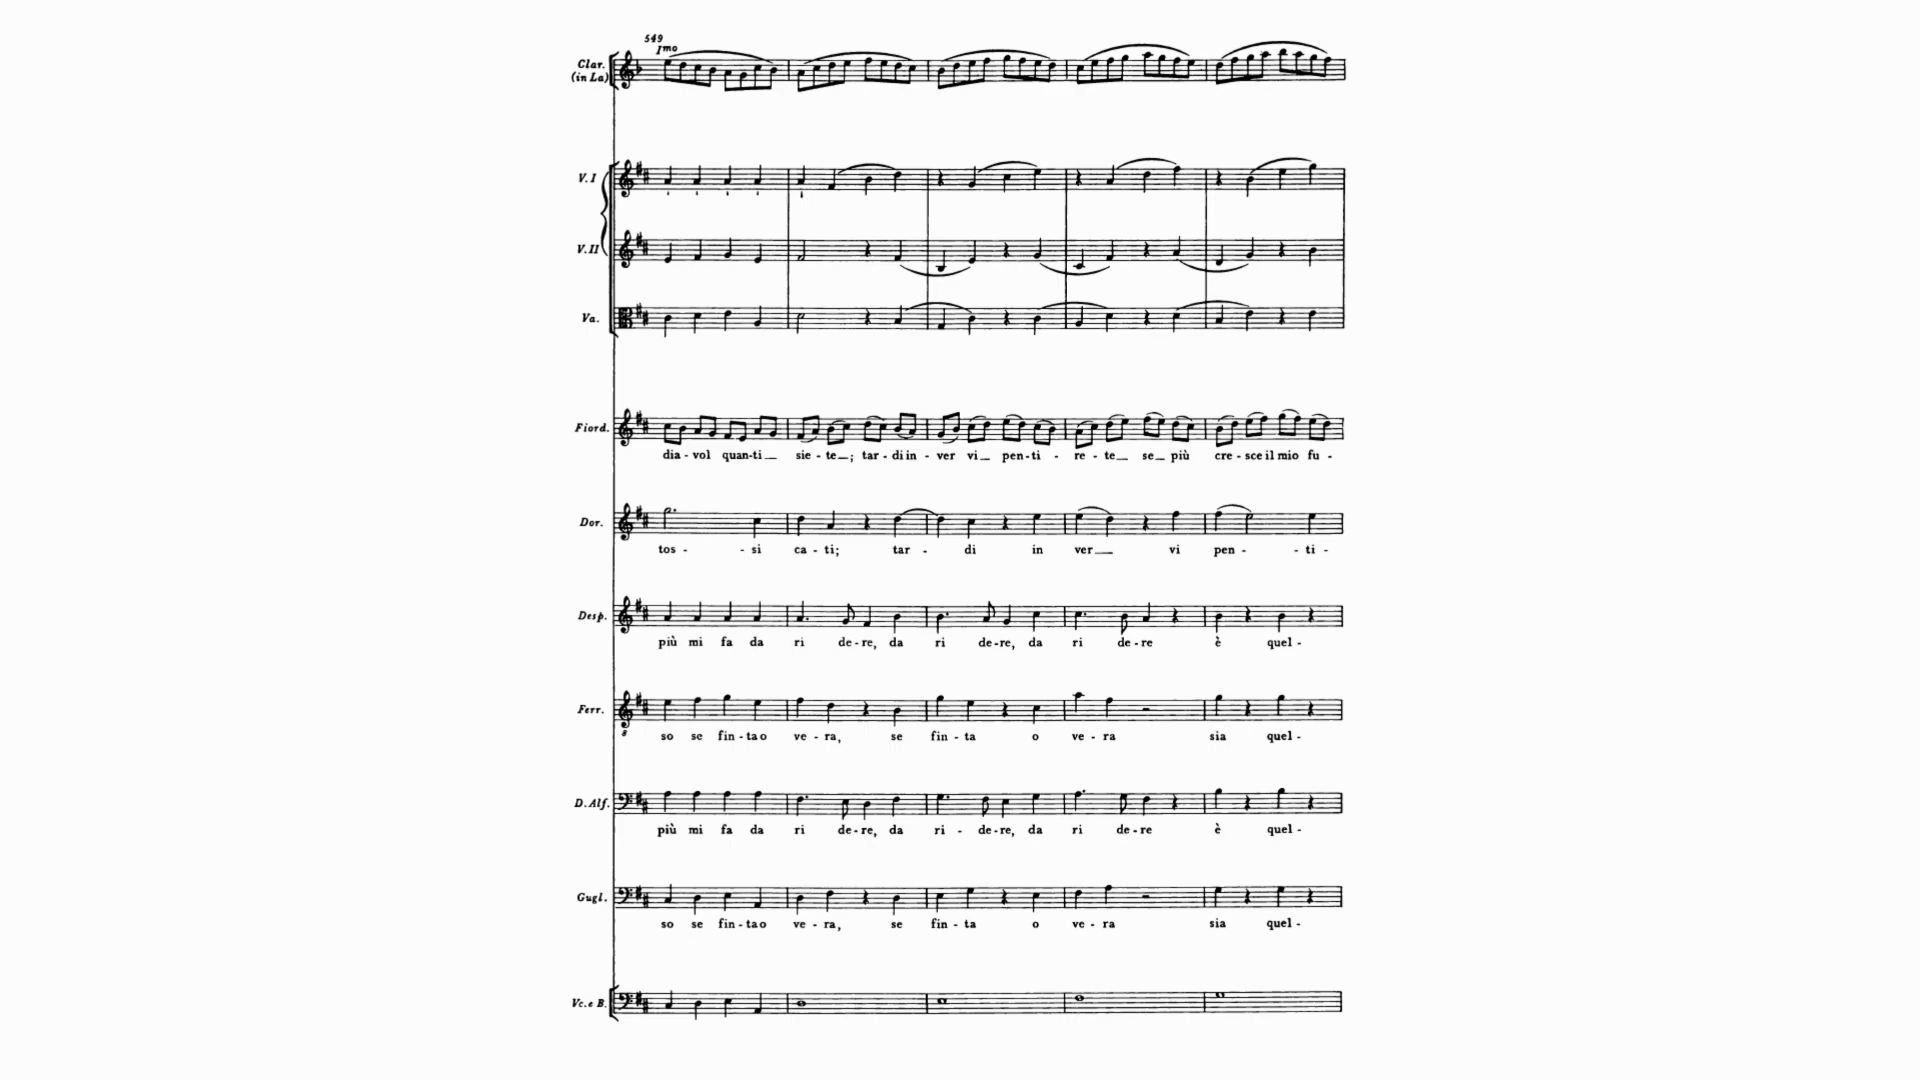 549
Imo
Clar.
(in La)
V. I
V. II
Va.
Fiord.
dia - vol quan-ti sie - te ; tar - di in - ver vi pen - ti - re - te se più cre - sce il mio fu -
Dor.
tos - - si ca - ti; tar - di in ver vi pen - - ti -
Desp.
più mi fa da ri de - re, da ri de - re, da ri de - re è quel -
Ferr.
8
so se fin - ta o ve - ra, se fin - ta o ve - ra sia quel -
D. Alf.
più mi fa da ri de - re, da ri - de - re, da ri de - re è quel -
Gugl.
so se fin - ta o ve - ra, se fin - ta o ve - ra sia quel -
Vc. e B.